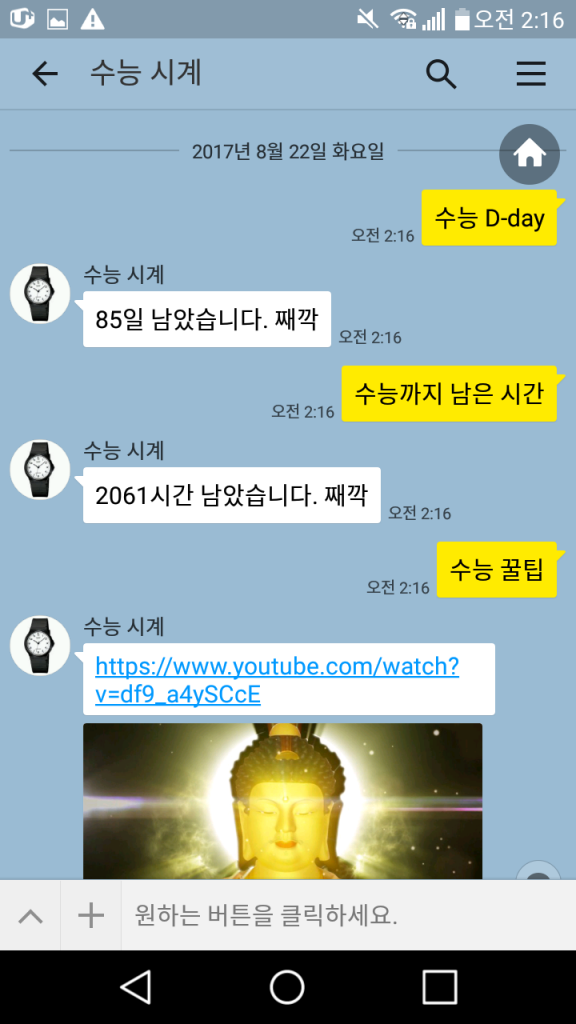 오전 2:16
수능 시계
2017년 8월 22일 화요일
수능 D-day
오전 2:16
수능 시계
85일 남았습니다. 째깍
오전 2:16
수능까지 남은 시간
오전 2:16
수능 시계
2061시간 남았습니다. 째깍
오전 2:16
수능 꿀팁
오전 2:16
수능 시계
https://www.youtube.com/watch?
v=df9_a4ySCcE
원하는 버튼을 클릭하세요.